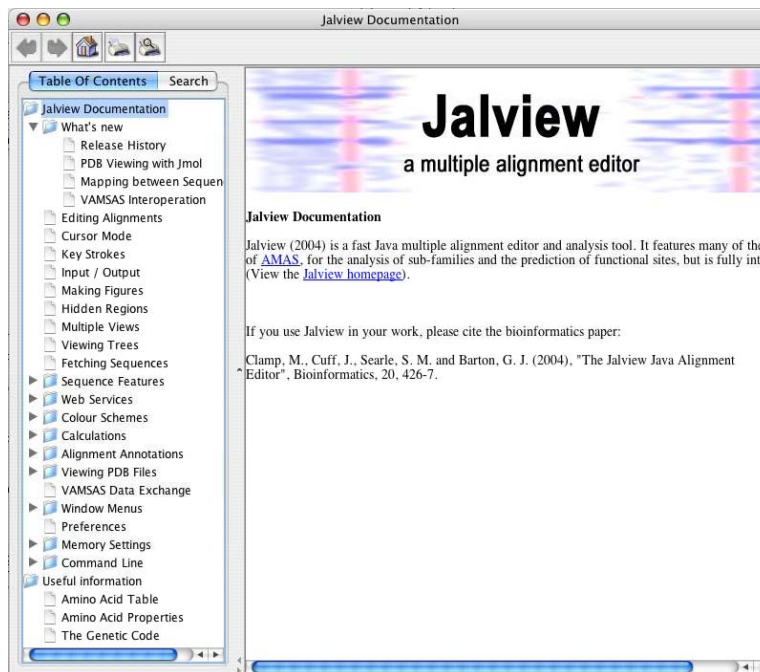 Jalview Documentation
Table Of Contents
Search
Jalview Documentation
What's new
Release History
PDB Viewing with Jmol
Mapping between Sequen
VAMSAS Interoperation
Editing Alignments
Cursor Mode
Key Strokes
Input / Output
Making Figures
Hidden Regions
Multiple Views
Viewing Trees
Fetching Sequences
Sequence Features
Web Services
Colour Schemes
Calculations
Alignment Annotations
Viewing PDB Files
VAMSAS Data Exchange
Window Menus
Preferences
Memory Settings
Command Line
Useful information
Amino Acid Table
Amino Acid Properties
The Genetic Code
Jalview
a multiple alignment editor
Jalview Documentation
Jalview (2004) is a fast Java multiple alignment editor and analysis tool. It features many of the
of AMAS, for the analysis of sub-families and the prediction of functional sites, but is fully int
(View the Jalview homepage).
If you use Jalview in your work, please cite the bioinformatics paper:
Clamp, M., Cuff, J., Searle, S. M. and Barton, G. J. (2004), "The Jalview Java Alignment
Editor", Bioinformatics, 20, 426-7.